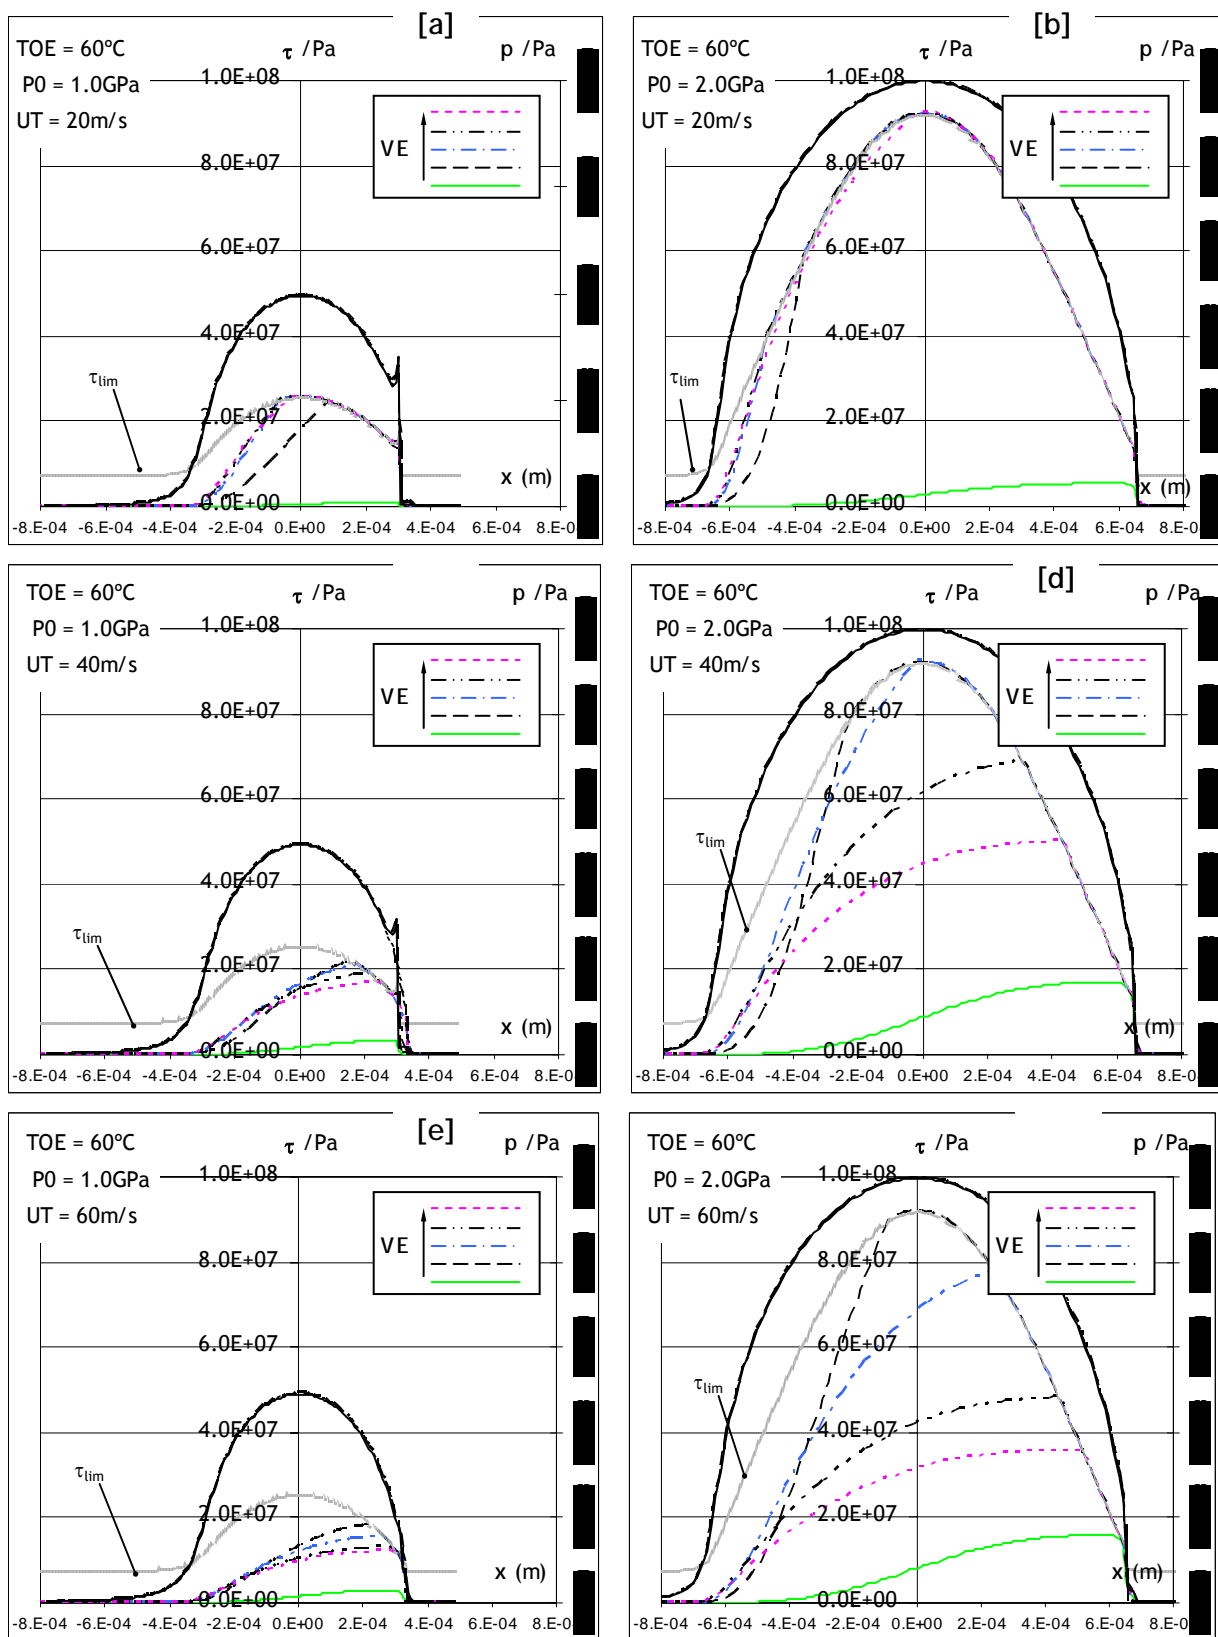 [a]
TOE = 60ºC
τ /Pa
p /Pa
P0 = 1.0GPa
UT = 20m/s
1.0E+08
8.0E+07
6.0E+07
4.0E+07
2.0E+07
0.0E+00
VE
τlim
x (m)
-8.E-04 -6.E-04 -4.E-04 -2.E-04 0.E+00 2.E-04 4.E-04 6.E-04
[b]
TOE = 60ºC
τ /Pa
p /Pa
P0 = 2.0GPa
UT = 20m/s
1.0E+08
8.0E+07
6.0E+07
4.0E+07
2.0E+07
0.0E+00
VE
τlim
x (m)
-8.E-04 -6.E-04 -4.E-04 -2.E-04 0.E+00 2.E-04 4.E-04 6.E-04
TOE = 60ºC
τ /Pa
p /Pa
P0 = 1.0GPa
UT = 40m/s
1.0E+08
8.0E+07
6.0E+07
4.0E+07
2.0E+07
0.0E+00
VE
τlim
x (m)
-8.E-04 -6.E-04 -4.E-04 -2.E-04 0.E+00 2.E-04 4.E-04 6.E-04
[d]
TOE = 60ºC
τ /Pa
p /Pa
P0 = 2.0GPa
UT = 40m/s
1.0E+08
8.0E+07
6.0E+07
4.0E+07
2.0E+07
0.0E+00
VE
τlim
x (m)
-8.E-04 -6.E-04 -4.E-04 -2.E-04 0.E+00 2.E-04 4.E-04 6.E-04
[e]
TOE = 60ºC
τ /Pa
p /Pa
P0 = 1.0GPa
UT = 60m/s
1.0E+08
8.0E+07
6.0E+07
4.0E+07
2.0E+07
0.0E+00
VE
τlim
x (m)
-8.E-04 -6.E-04 -4.E-04 -2.E-04 0.E+00 2.E-04 4.E-04 6.E-04
TOE = 60ºC
τ /Pa
p /Pa
P0 = 2.0GPa
UT = 60m/s
1.0E+08
8.0E+07
6.0E+07
4.0E+07
2.0E+07
0.0E+00
VE
τlim
x (m)
-8.E-04 -6.E-04 -4.E-04 -2.E-04 0.E+00 2.E-04 4.E-04 6.E-04